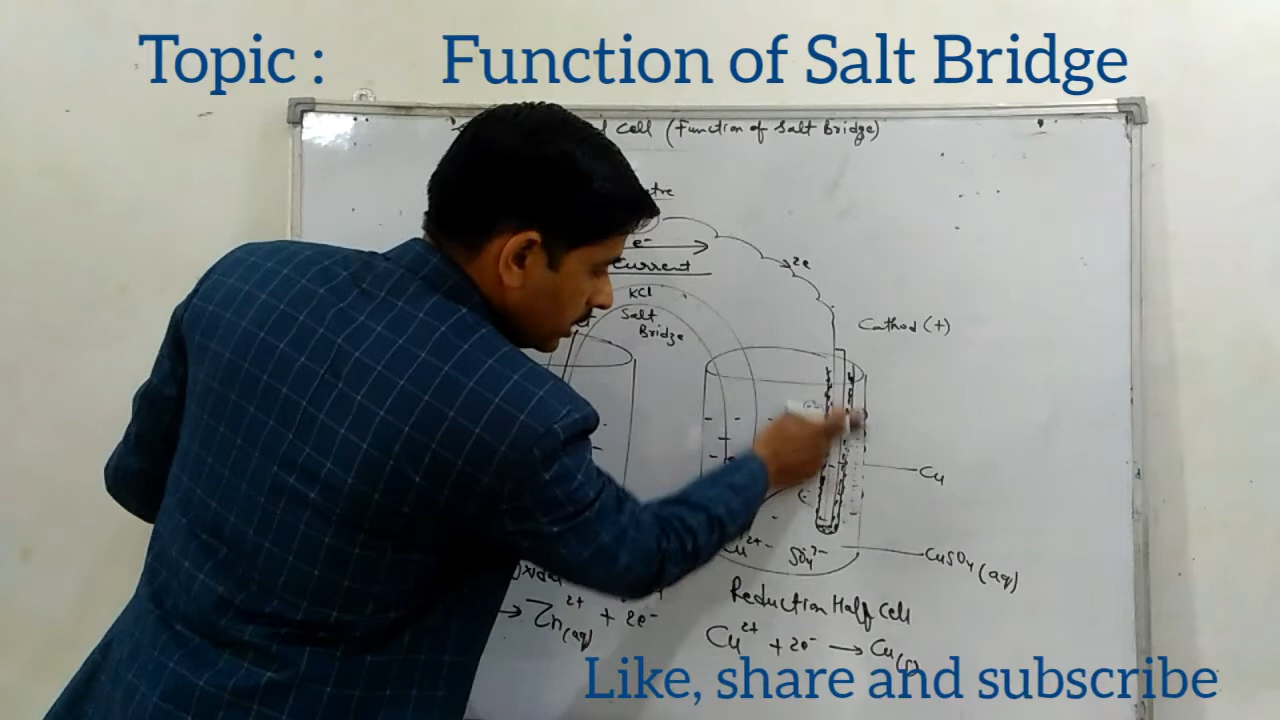 Topic : Function of Salt Bridge
Cell (Function of Salt Bridge)
e⁻
Current
2e
KCl
Salt
Bridge
Cathod (+)
Cu
Cu²⁺ SO₄²⁻
CuSO₄ (aq)
Reduction Half Cell
→ Zn²⁺(aq) + 2e⁻
Cu²⁺ + 2e⁻ → Cu(s)
Like, share and subscribe